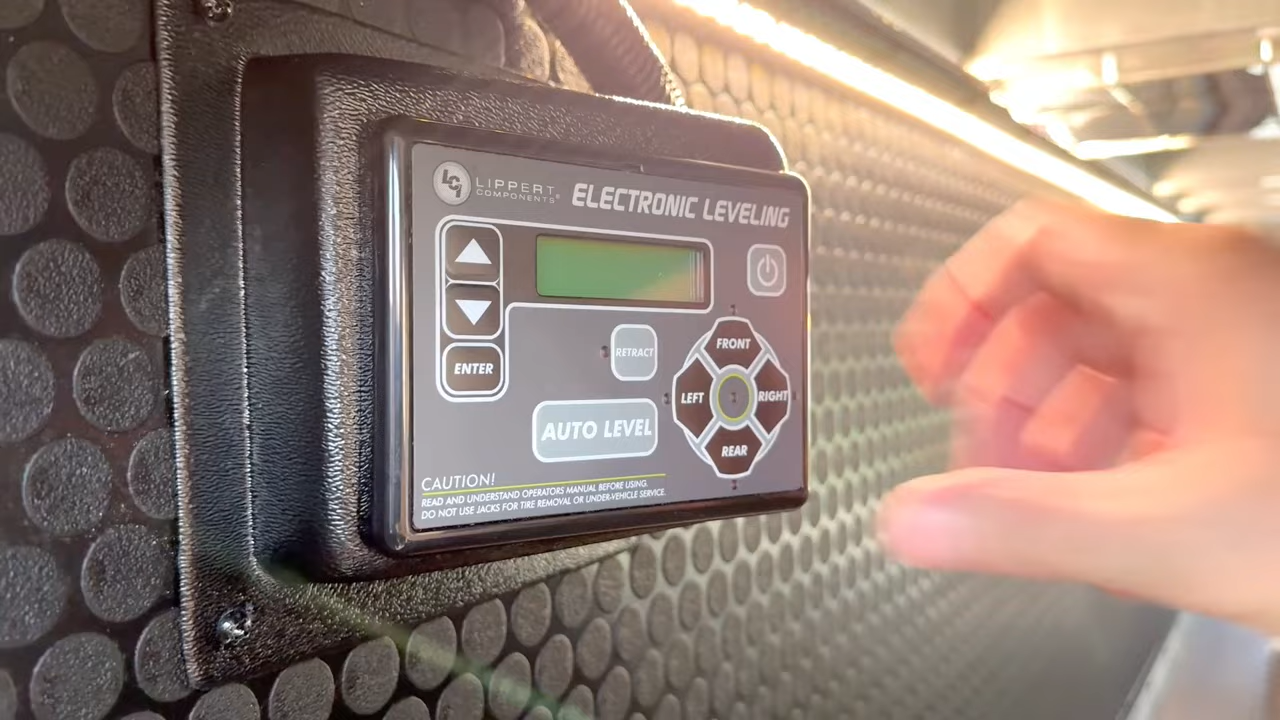 LCI LIPPERT COMPONENTS®
ELECTRONIC LEVELING
ENTER
RETRACT
AUTO LEVEL
FRONT
LEFT
RIGHT
REAR
CAUTION!
READ AND UNDERSTAND OPERATORS MANUAL BEFORE USING.
DO NOT USE JACKS FOR TIRE REMOVAL OR UNDER-VEHICLE SERVICE.